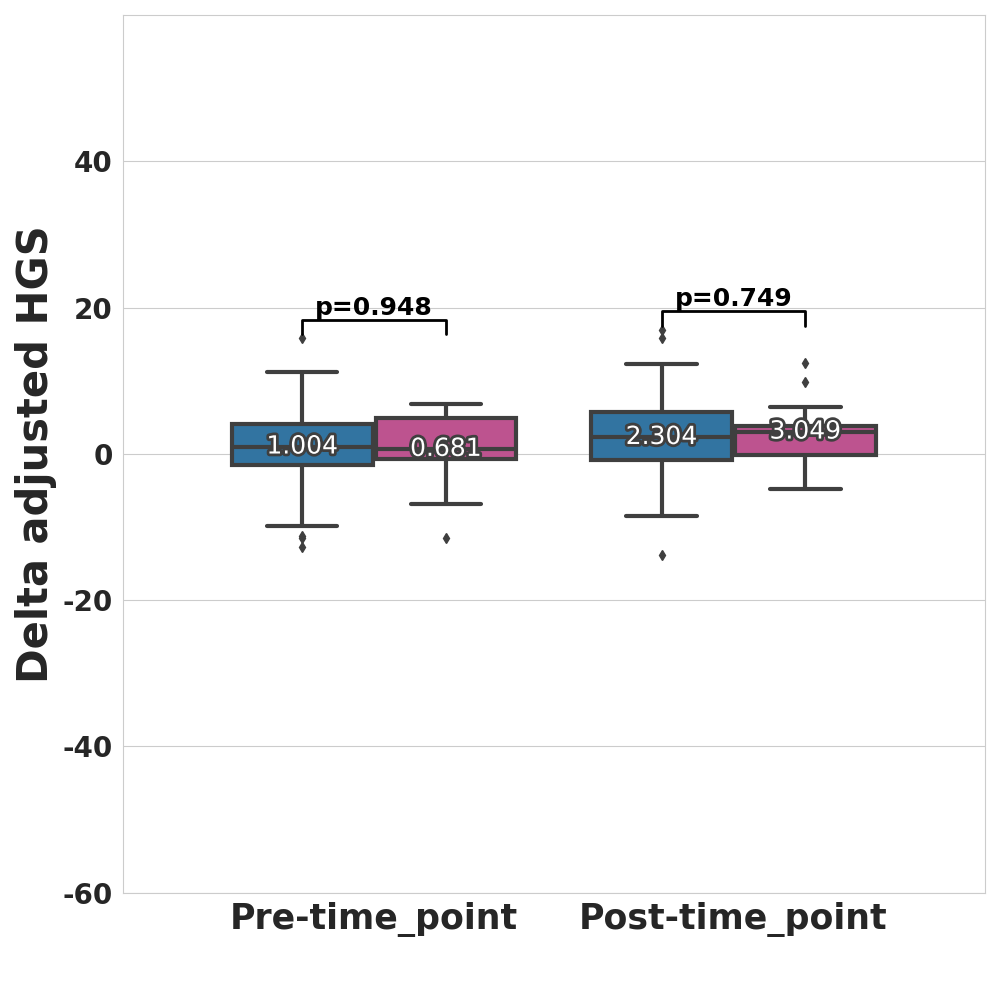 Delta adjusted HGS
40
20
0
-20
-40
-60
p=0.948
p=0.749
1.004
0.681
2.304
3.049
Pre-time_point
Post-time_point